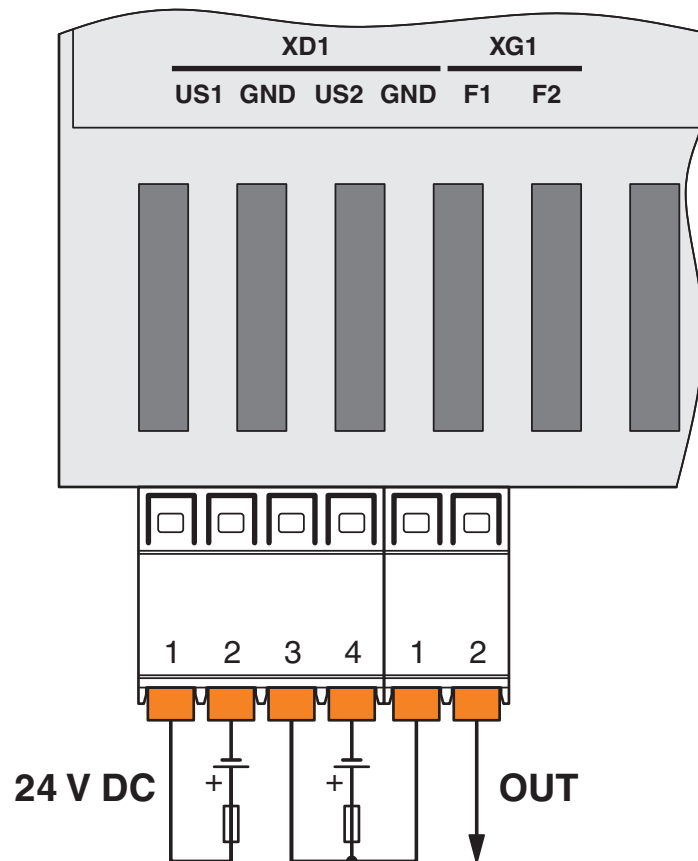 XD1 XG1
US1 GND US2 GND F1 F2
1 2 3 4 1 2
24 V DC + + OUT